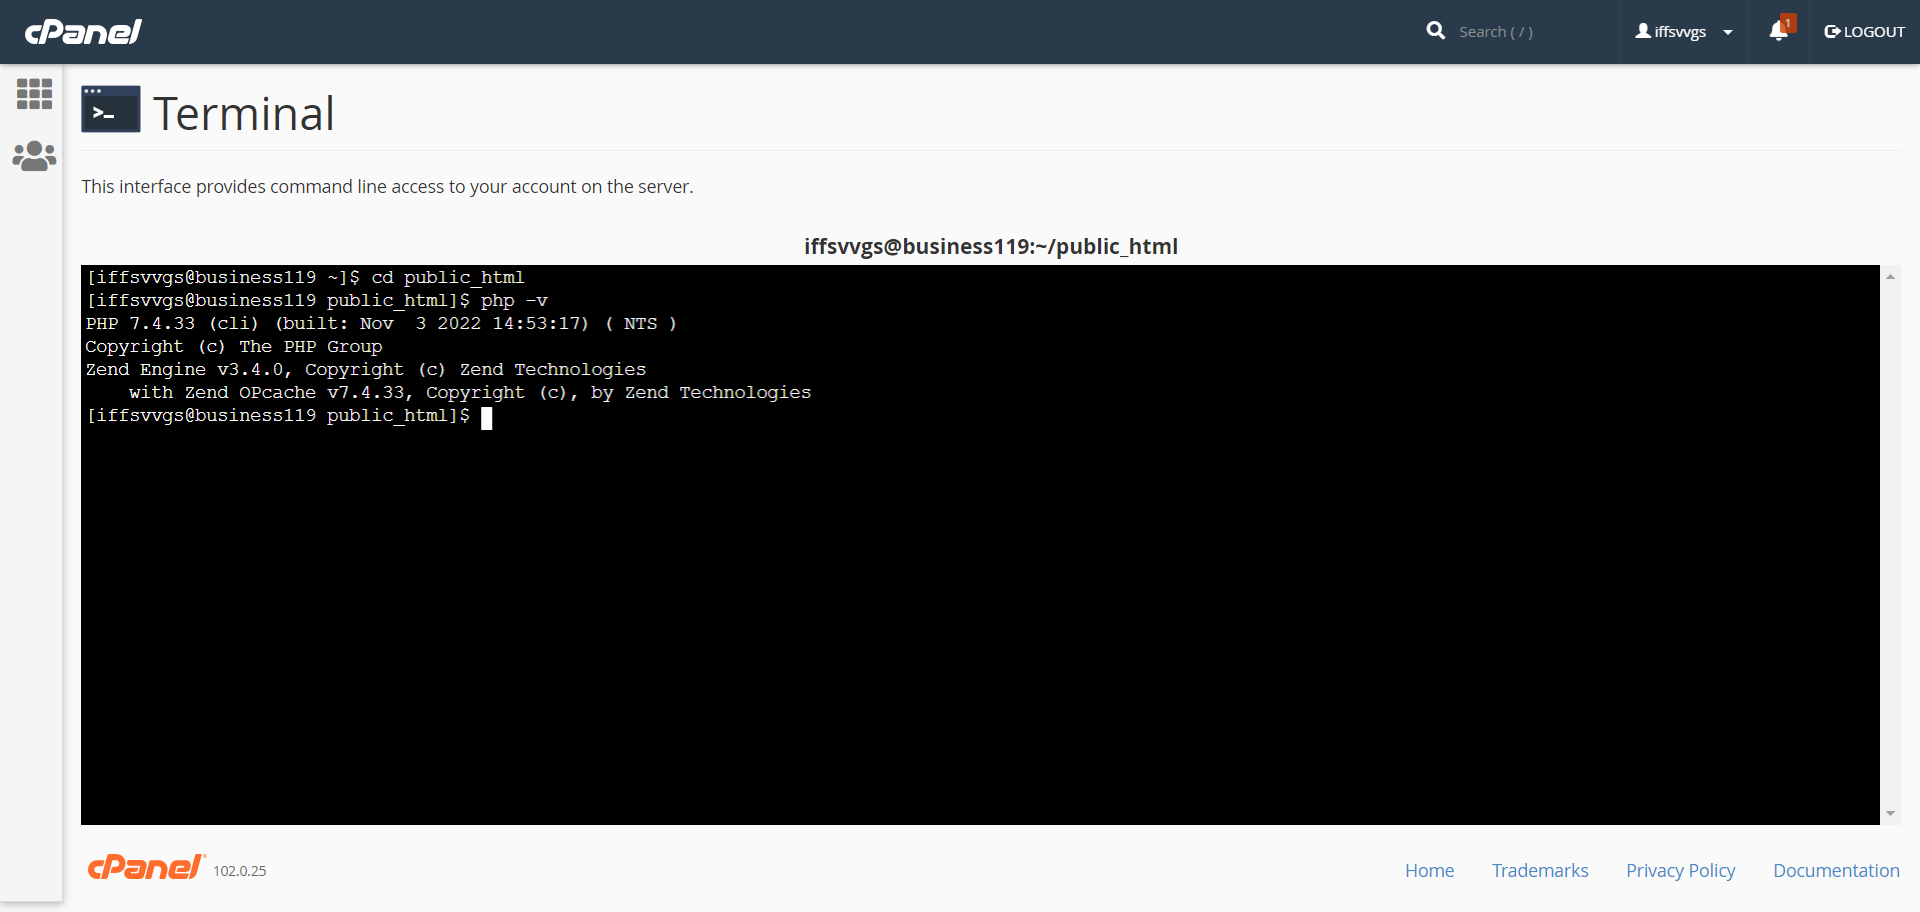 cPanel
Search ( / )
iffsvvgs
1
LOGOUT
>_
Terminal
This interface provides command line access to your account on the server.
iffsvvgs@business119:~/public_html
[iffsvvgs@business119 ~]$ cd public_html
[iffsvvgs@business119 public_html]$ php -v
PHP 7.4.33 (cli) (built: Nov  3 2022 14:53:17) ( NTS )
Copyright (c) The PHP Group
Zend Engine v3.4.0, Copyright (c) Zend Technologies
    with Zend OPcache v7.4.33, Copyright (c), by Zend Technologies
[iffsvvgs@business119 public_html]$
cPanel® 102.0.25
Home
Trademarks
Privacy Policy
Documentation